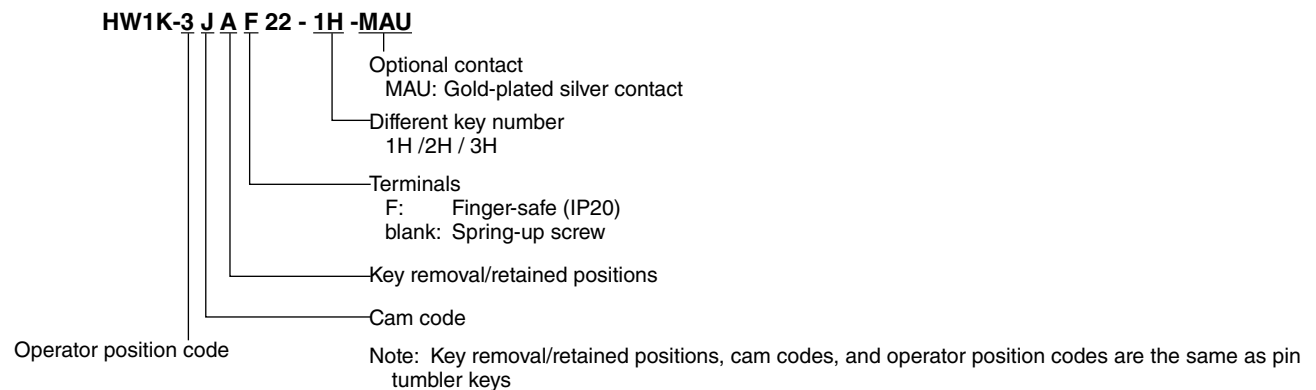 HW1K-3 J A F 22 - 1H -MAU
Optional contact
MAU: Gold-plated silver contact
Different key number
1H /2H / 3H
Terminals
F: Finger-safe (IP20)
blank: Spring-up screw
Key removal/retained positions
Cam code
Operator position code
Note: Key removal/retained positions, cam codes, and operator position codes are the same as pin
tumbler keys